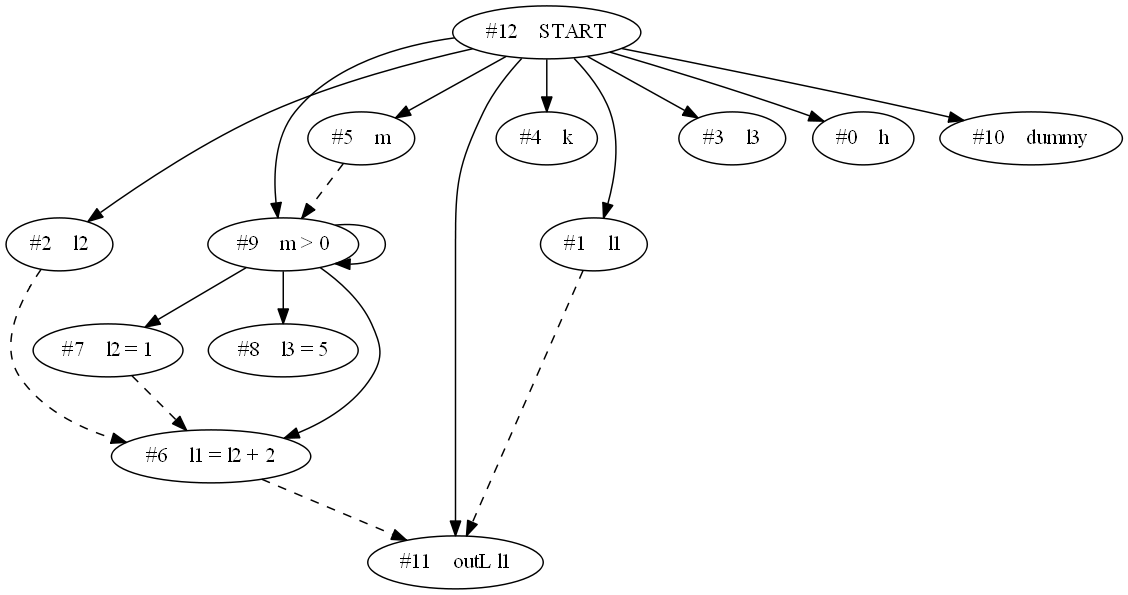 #12 START
#5 m
#4 k
#3 l3
#0 h
#10 dummy
#2 l2
#9 m > 0
#1 l1
#7 l2 = 1
#8 l3 = 5
#6 l1 = l2 + 2
#11 outL l1